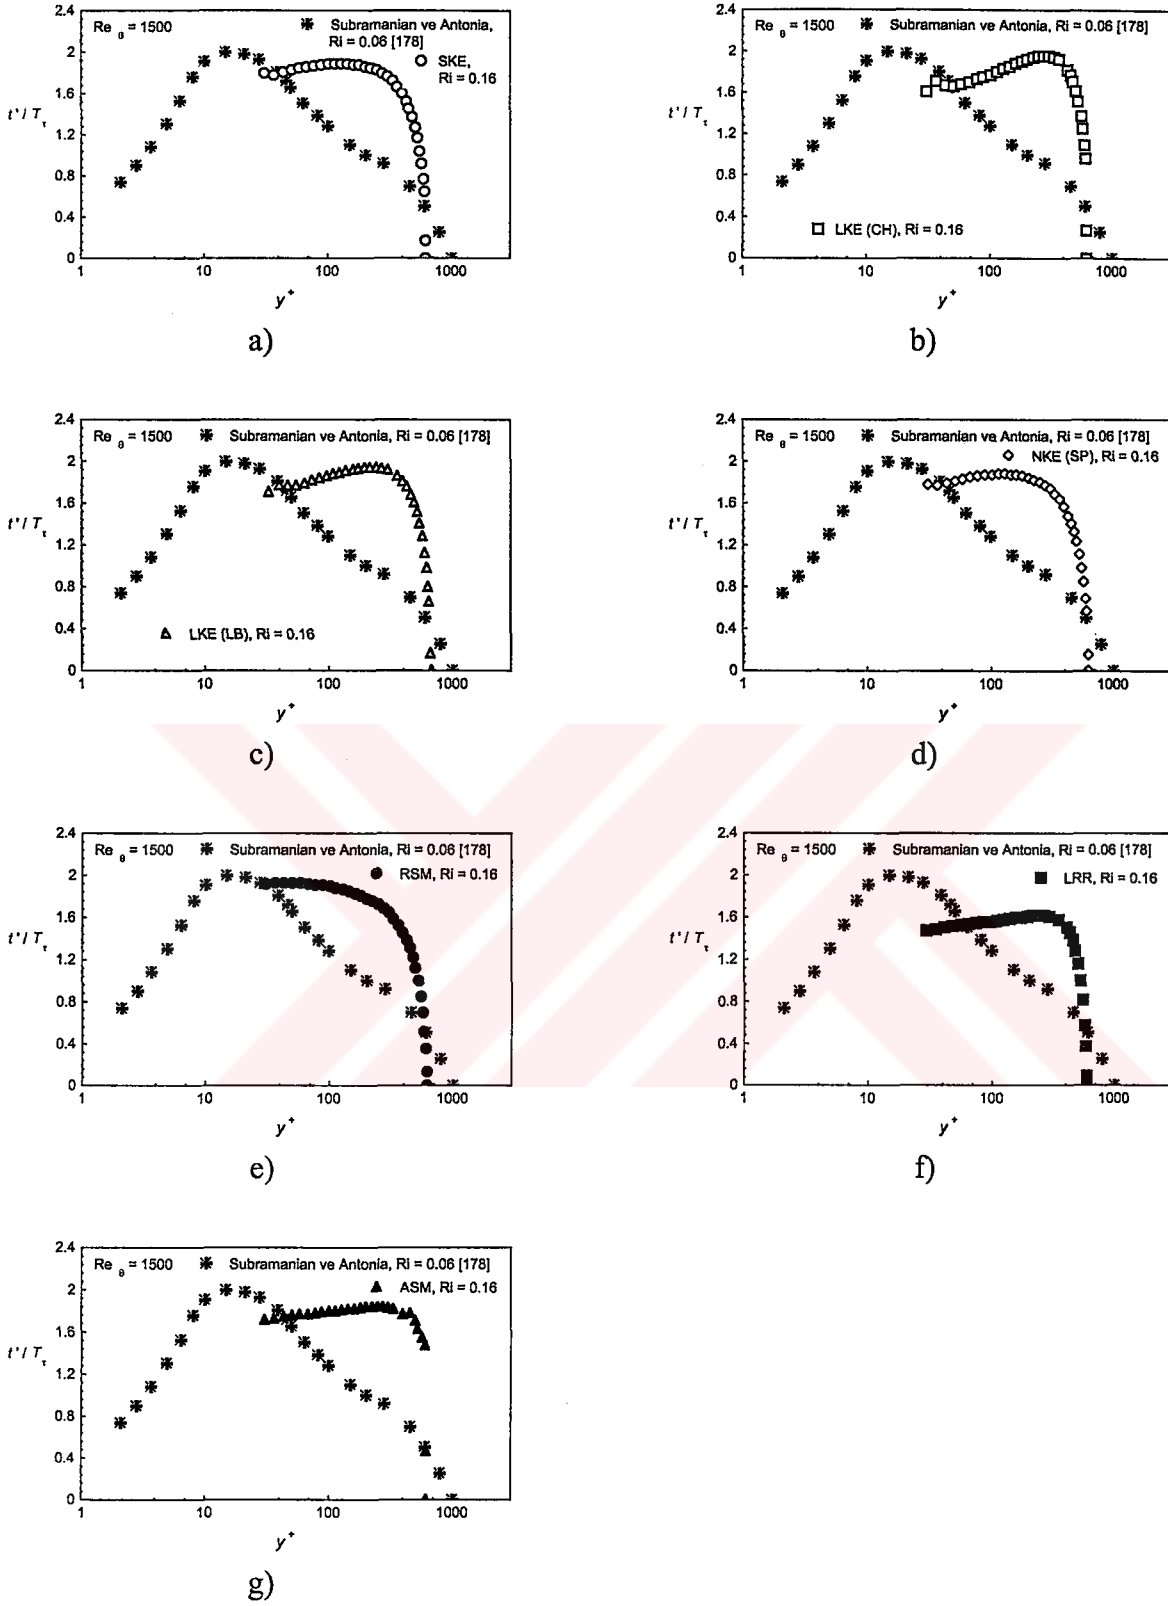 Re θ = 1500 Subramanian ve Antonia,
Ri = 0.06 [178]
SKE,
Ri = 0.16
2.4
2
1.6
t'/ T τ
1.2
0.8
0.4
0
1 10 100 1000
y +
a)
Re θ = 1500 Subramanian ve Antonia,
Ri = 0.06 [178]
2.4
2
1.6
t'/ T τ
1.2
0.8
0.4
LKE (CH), Ri = 0.16
0
1 10 100 1000
y +
b)
Re θ = 1500 Subramanian ve Antonia, Ri = 0.06 [178]
2.4
2
1.6
t'/ T τ
1.2
0.8
0.4
LKE (LB), Ri = 0.16
0
1 10 100 1000
y +
c)
Re θ = 1500 Subramanian ve Antonia, Ri = 0.06 [178]
NKE (SP), Ri = 0.16
2.4
2
1.6
t'/ T τ
1.2
0.8
0.4
0
1 10 100 1000
y +
d)
Re θ = 1500 Subramanian ve Antonia, Ri = 0.06 [178]
RSM, Ri = 0.16
2.4
2
1.6
t'/ T τ
1.2
0.8
0.4
0
1 10 100 1000
y +
e)
Re θ = 1500 Subramanian ve Antonia, Ri = 0.06 [178]
LRR, Ri = 0.16
2.4
2
1.6
t'/ T τ
1.2
0.8
0.4
0
1 10 100 1000
y +
f)
Re θ = 1500 Subramanian ve Antonia, Ri = 0.06 [178]
ASM, Ri = 0.16
2.4
2
1.6
t'/ T τ
1.2
0.8
0.4
0
1 10 100 1000
y +
g)